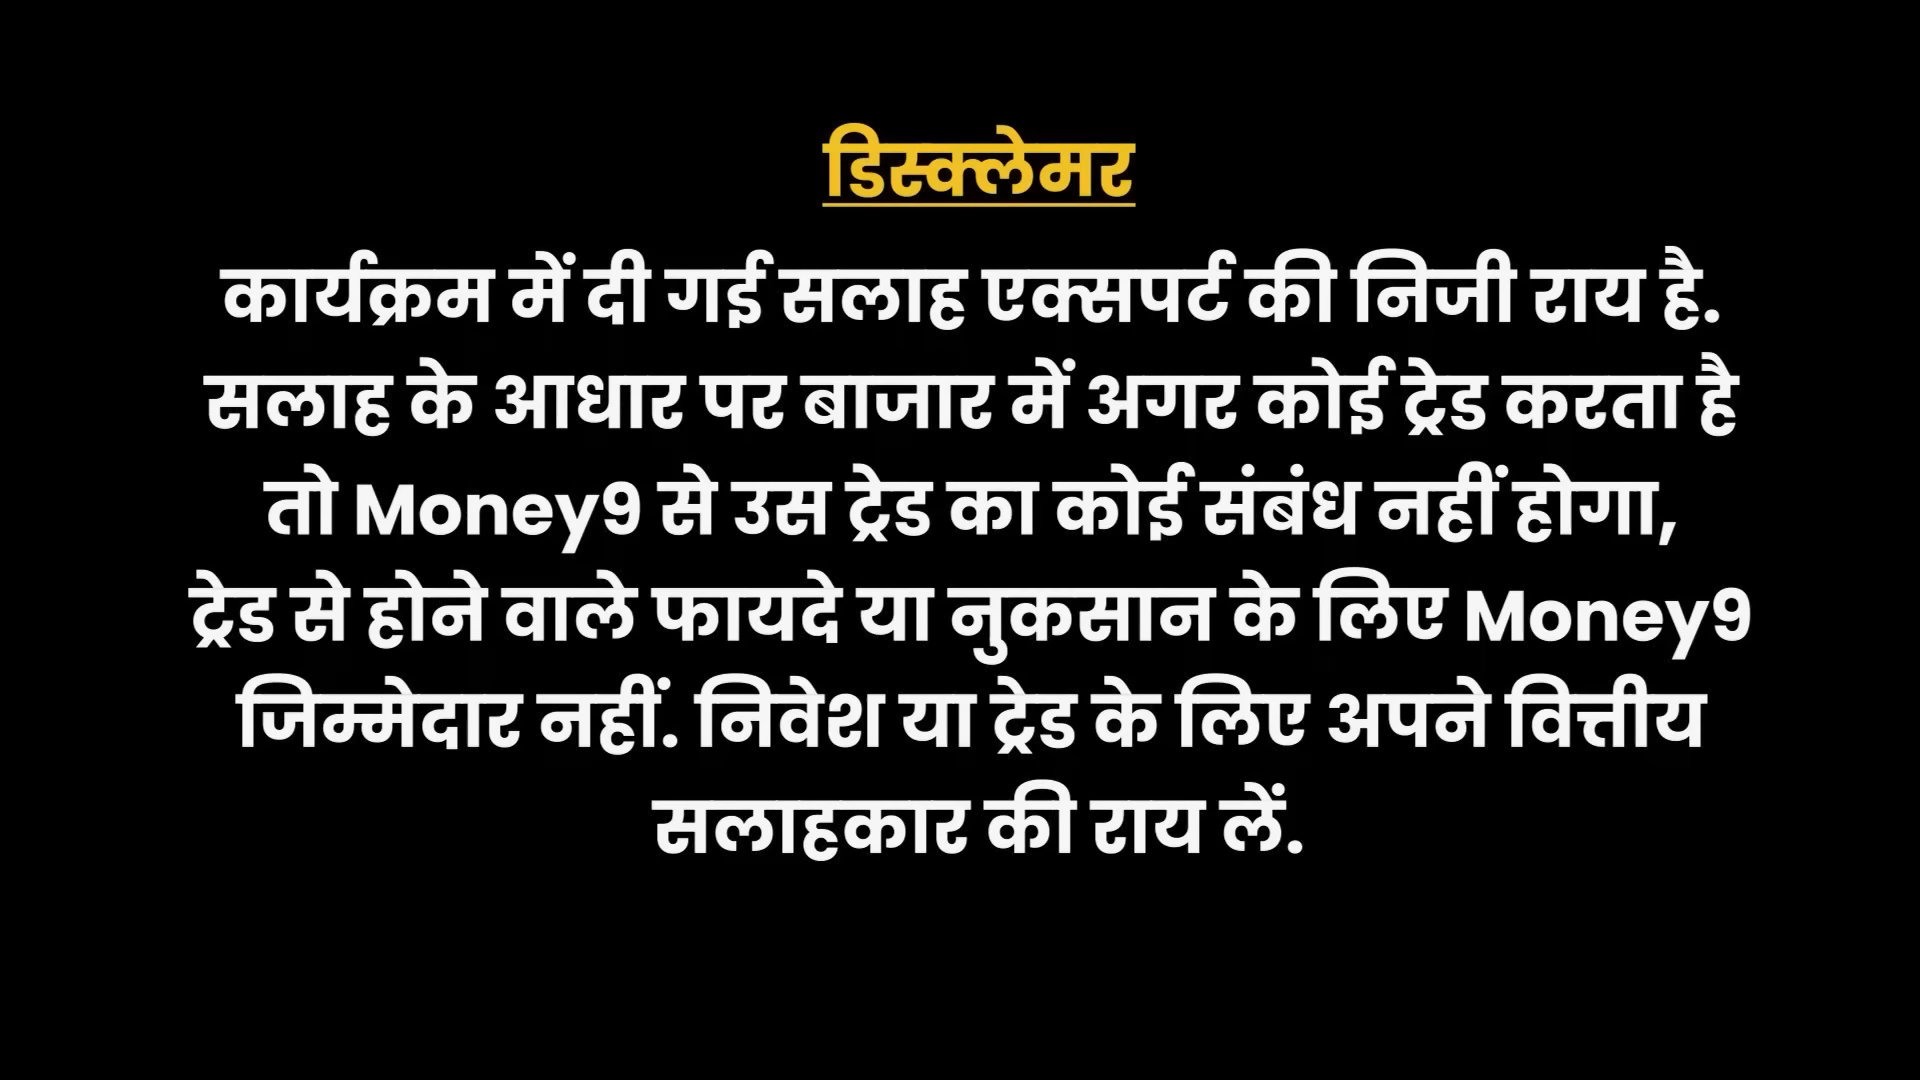 डिस्क्लेमर
कार्यक्रम में दी गई सलाह एक्सपर्ट की निजी राय है.
सलाह के आधार पर बाजार में अगर कोई ट्रेड करता है
तो Money9 से उस ट्रेड का कोई संबंध नहीं होगा,
ट्रेड से होने वाले फायदे या नुकसान के लिए Money9
जिम्मेदार नहीं. निवेश या ट्रेड के लिए अपने वित्तीय
सलाहकार की राय लें.